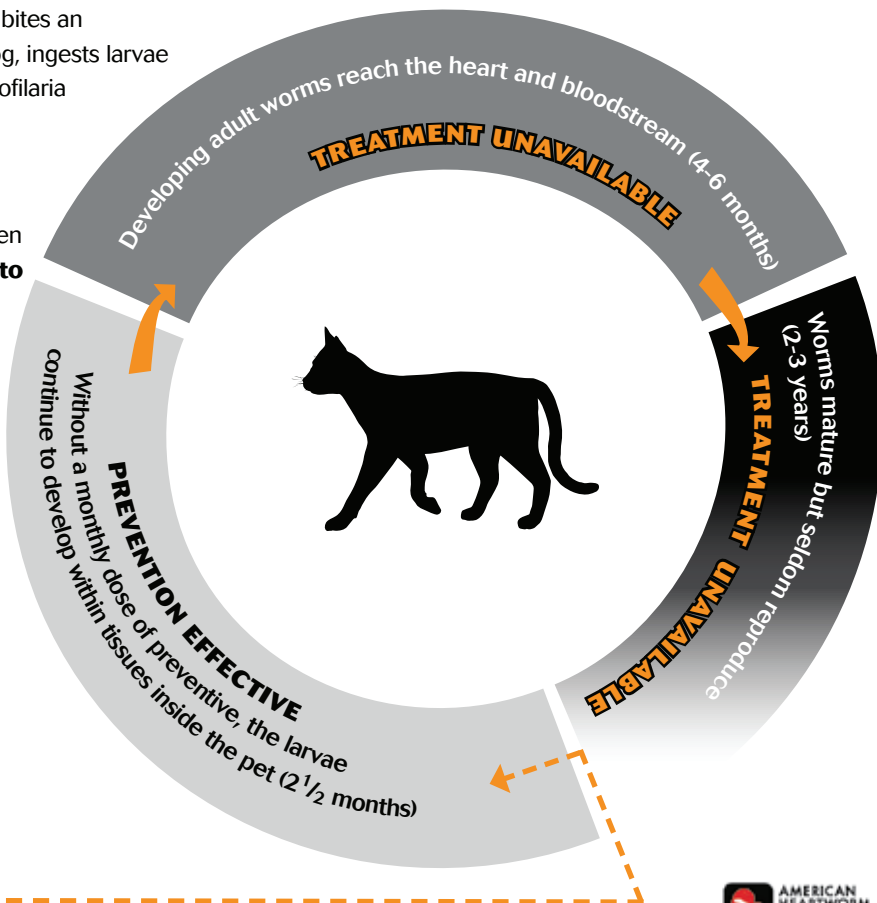 bites an
og, ingests larvae
ofilaria
en
to
Developing adult worms reach the heart and bloodstream (4-6 months)
TREATMENT UNAVAILABLE
Worms mature but seldom reproduce
(2-3 years)
TREATMENT UNAVAILABLE
PREVENTION EFFECTIVE
Without a monthly dose of preventive, the larvae
continue to develop within tissues inside the pet (2 1/2 months)
AMERICAN
HEARTWORM